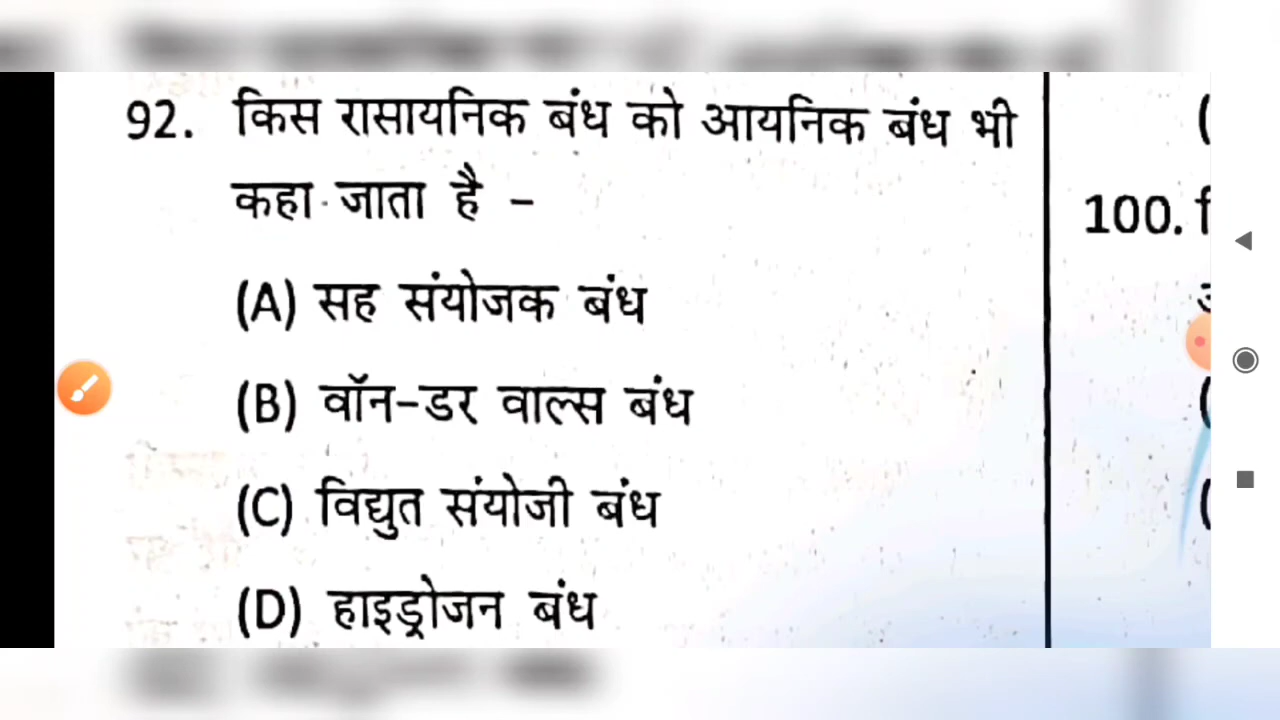 92. किस रासायनिक बंध को आयनिक बंध भी
कहा जाता है –
(A) सह संयोजक बंध
(B) वॉन–डर वाल्स बंध
(C) विद्युत संयोजी बंध
(D) हाइड्रोजन बंध
100.